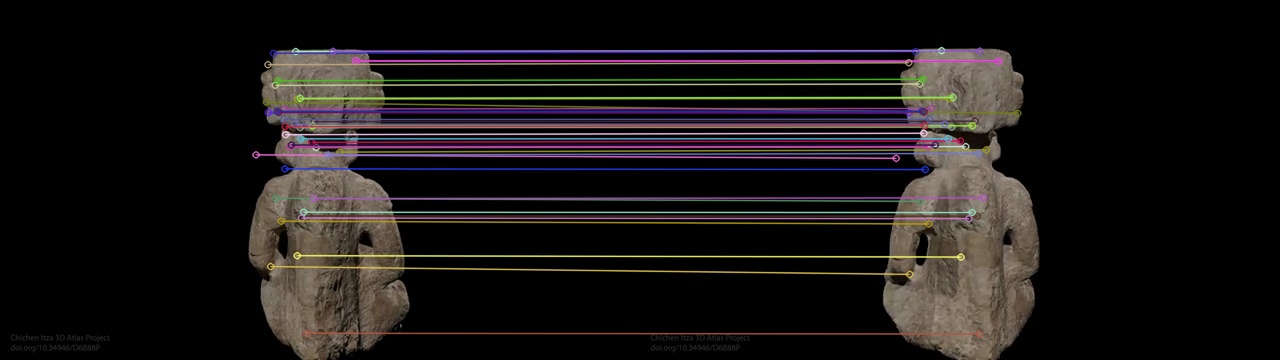 Chichen Itza 3D Atlas Project
doi.org/10.34946/D6B88P
Chichen Itza 3D Atlas Project
doi.org/10.34946/D6B88P